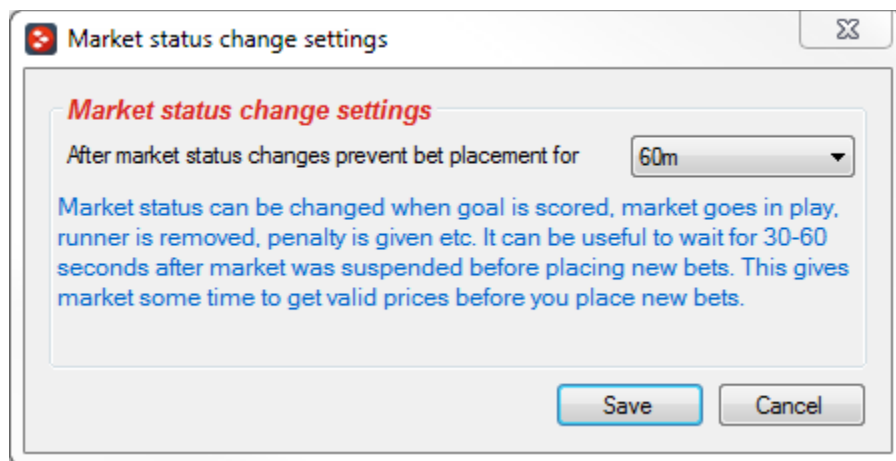 Market status change settings
Market status change settings
After market status changes prevent bet placement for 60m
Market status can be changed when goal is scored, market goes in play,
runner is removed, penalty is given etc. It can be useful to wait for 30-60
seconds after market was suspended before placing new bets. This gives
market some time to get valid prices before you place new bets.
Save Cancel